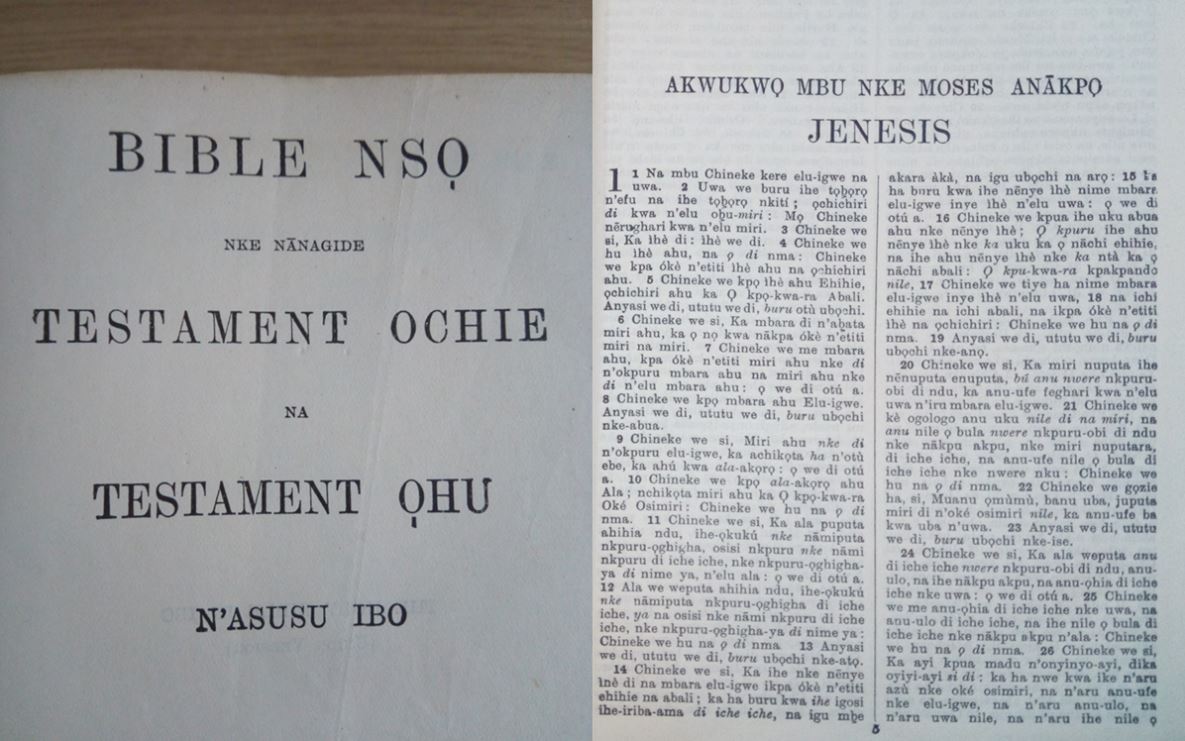 BIBLE NSỌ
NKE NĀNAGIDE
TESTAMENT OCHIE
NA
TESTAMENT ỌHU
N'ASUSU IBO
AKWUKWỌ MBU NKE MOSES ANĀKPỌ
JENESIS
1 1 Na mbu Chineke kere elu-igwe na
uwa. 2 Uwa we buru ihe tọbọrọ
n'efu na ihe tọbọrọ nkiti; ọchichiri
di kwa n'elu obu-miri: Mọ Chineke
nērughari kwa n'elu miri. 3 Chineke we
si, Ka ìhè di: ìhè we di. 4 Chineke we
hu ìhè ahu, na ọ di nma: Chineke
we kpa ókè n'etiti ìhè ahu na ọchichiri
ahu. 5 Chineke we kpọ ìhè ahu Ehihie,
ọchichiri ahu ka Ọ kpọ-kwa-ra Abali.
Anyasi we di, ututu we di, buru otù ubọchi.
6 Chineke we si, Ka mbara di n'abata
miri ahu, ka ọ nọ kwa nākpa ókè n'etiti
miri na miri. 7 Chineke we me mbara
ahu, kpa ókè n'etiti miri ahu nke di
n'okpuru mbara ahu na miri ahu nke
di n'elu mbara ahu: ọ we di otú a.
8 Chineke we kpọ mbara ahu Elu-igwe.
Anyasi we di, ututu we di, buru ubọchi
nke-abua.
9 Chineke we si, Miri ahu nke di
n'okpuru elu-igwe, ka achikọta ha n'otù
ebe, ka ahú kwa ala-akọrọ: ọ we di otú
a. 10 Chineke we kpọ ala-akọrọ ahu
Ala; nchikọta miri ahu ka Ọ kpọ-kwa-ra
Oké Osimiri: Chineke we hu na ọ di
nma. 11 Chineke we si, Ka ala puputa
ahihia ndu, ihe-ọkukú nke nāmiputa
nkpuru-ọghigha, osisi nkpuru nke nāmi
nkpuru di iche iche, nke nkpuru-ọghigha-
ya di nime ya, n'elu ala: ọ we di otú a.
12 Ala we weputa ahihia ndu, ihe-ọkukú
nke nāmiputa nkpuru-ọghigha di iche
iche, ya na osisi nke nāmi nkpuru di iche
iche, nke nkpuru-ọghigha-ya di nime ya:
Chineke we hu na ọ di nma 13 Anyasi
we di, ututu we di, buru ubọchi nke-atọ.
14 Chineke we si, Ka ihe nke nēnye
ìhè di na mbara elu-igwe ikpa ókè n'etiti
ehihie na abali; ka ha buru kwa ihe igosi
ihe-iriba-ama di iche iche, na igu mbe
akara àkà, na igu ubọchi na arọ: 15 ka
ha buru kwa ihe nēnye ìhè nime mbara
elu-igwe inye ìhè n'elu uwa: ọ we di
otú a. 16 Chineke we kpua ihe uku abua
ahu nke nēnye ìhè; Ọ kpuru ihe ahu
nēnye ìhè nke ka uku ka ọ nāchi ehihie,
na ihe ahu nēnye ìhè nke ka ntà ka ọ
nāchi abali: Ọ kpu-kwa-ra kpakpando
nile, 17 Chineke we tiye ha nime mbara
elu-igwe inye ìhè n'elu uwa, 18 na ichi
ehihie na ichi abali, na ikpa ókè n'etiti
ìhè na ọchichiri: Chineke we hu na ọ di
nma. 19 Anyasi we di, ututu we di, buru
ubọchi nke-anọ.
20 Chineke we si, Ka miri nuputa ihe
nēnuputa enuputa, bú anu nwere nkpuru-
obi di ndu, ka anu-ufe feghari kwa n'elu
uwa n'iru mbara elu-igwe. 21 Chineke we
kè ogologo anu uku nile di na miri, na
anu nile ọ bula nwere nkpuru-obi di ndu
nke nākpu akpu, nke miri nuputara,
di iche iche, na anu-ufe nile ọ bula di
iche iche nke nwere nku: Chineke we
hu na ọ di nma. 22 Chineke we gọzie
ha, si, Muanu ọmùmù, banu uba, juputa
miri di n'oké osimiri nile, ka anu-ufe ba
kwa uba n'uwa. 23 Anyasi we di, ututu
we di, buru ubọchi nke-ise.
24 Chineke we si, Ka ala weputa anu
di iche iche nwere nkpuru-obi di ndu, anu-
ulo, na ihe nākpu akpu, na anu-ọhia di iche
iche nke uwa: ọ we di otú a. 25 Chineke
we me anu-ọhia di iche iche nke uwa, na
anu-ulo di iche iche, na ihe nile ọ bula di
iche iche nke nākpu akpu n'ala: Chineke
we hu na ọ di nma. 26 Chineke we si,
Ka ayi kpua madu n'onyinyo-ayi, dika
oyiyi-ayi si di: ka ha nwe kwa ike n'aru
azù nke oké osimiri, na n'aru anu-ufe
nke elu-igwe, na n'aru anu-ulo, na
n'aru uwa nile, na n'aru ihe nile ọ
5